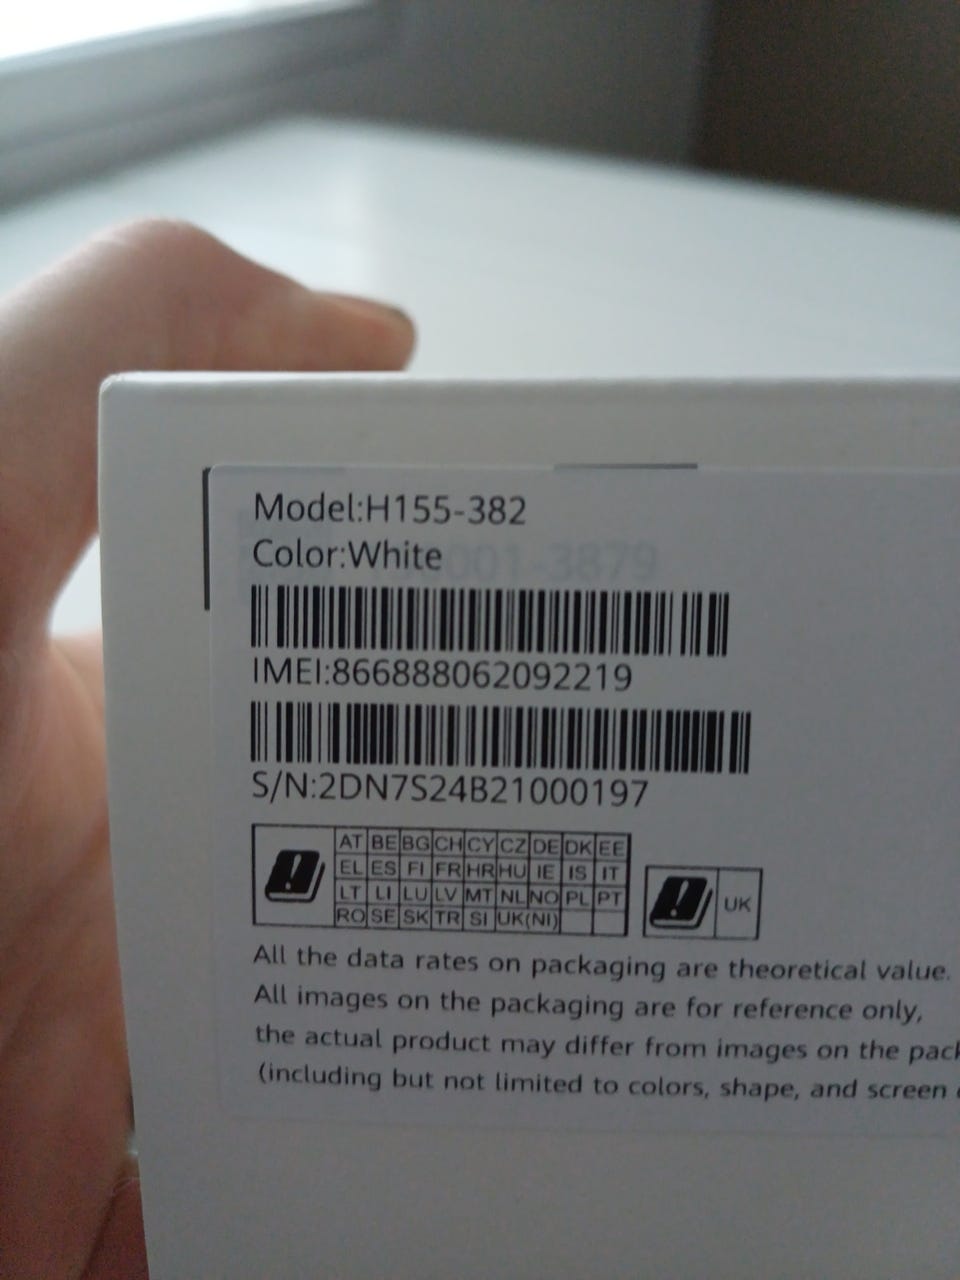 Model:H155-382
Color:White
IMEI:866888062092219
S/N:2DN7S24B21000197
AT BE BG CH CY CZ DE DK EE
EL ES FI FR HR HU IE IS IT
LT LI LU LV MT NL NO PL PT
RO SE SK TR SI UK(NI)
UK
All the data rates on packaging are theoretical value.
All images on the packaging are for reference only,
the actual product may differ from images on the
(including but not limited to colors, shape, and screen